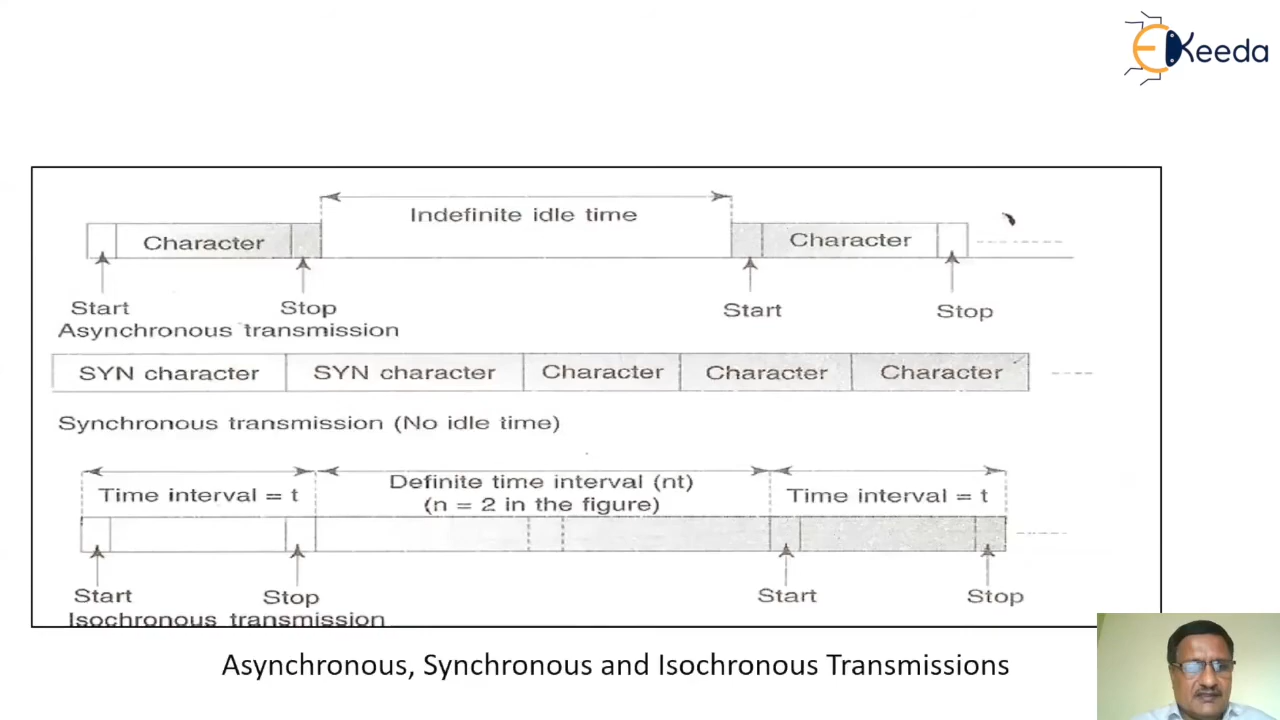 EKeeda
Indefinite idle time
Character
Character
Start
Stop
Start
Stop
Asynchronous transmission
SYN character
SYN character
Character
Character
Character
Synchronous transmission (No idle time)
Time interval = t
Definite time interval (nt)
(n = 2 in the figure)
Time interval = t
Start
Stop
Start
Stop
Isochronous transmission
Asynchronous, Synchronous and Isochronous Transmissions